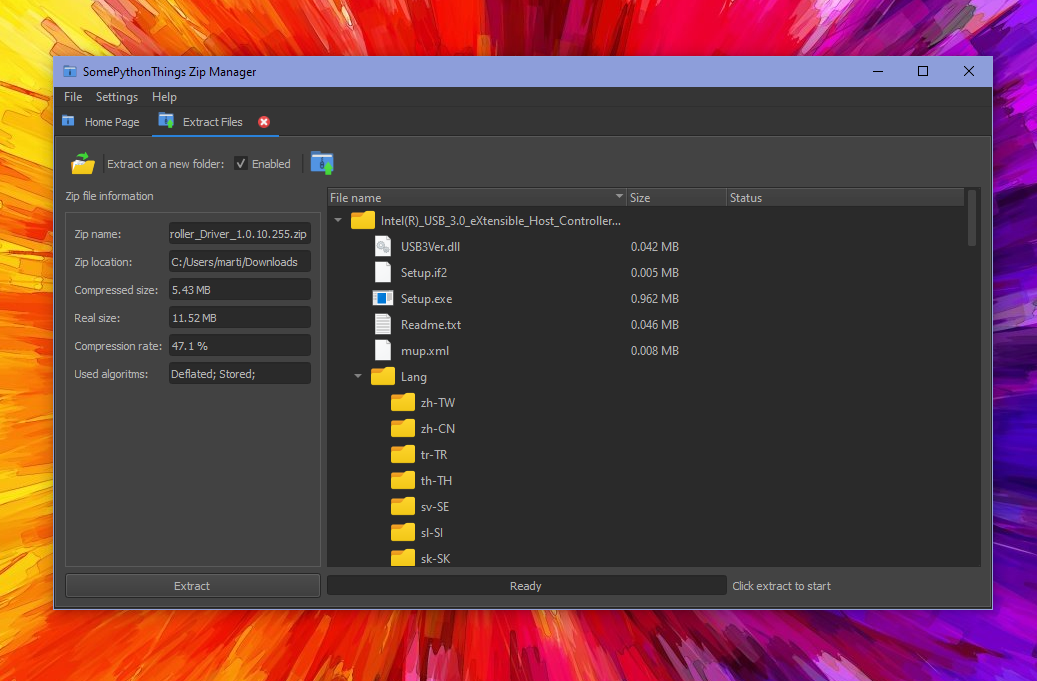 SomePythonThings Zip Manager
File Settings Help
Home Page Extract Files
Extract on a new folder: Enabled
Zip file information
Zip name: roller_Driver_1.0.10.255.zip
Zip location: C:/Users/marti/Downloads
Compressed size: 5.43 MB
Real size: 11.52 MB
Compression rate: 47.1 %
Used algoritms: Deflated; Stored;
Extract
File name Size Status
Intel(R)_USB_3.0_eXtensible_Host_Controller...
USB3Ver.dll 0.042 MB
Setup.if2 0.005 MB
Setup.exe 0.962 MB
Readme.txt 0.046 MB
mup.xml 0.008 MB
Lang
zh-TW
zh-CN
tr-TR
th-TH
sv-SE
sl-SI
sk-SK
Ready
Click extract to start